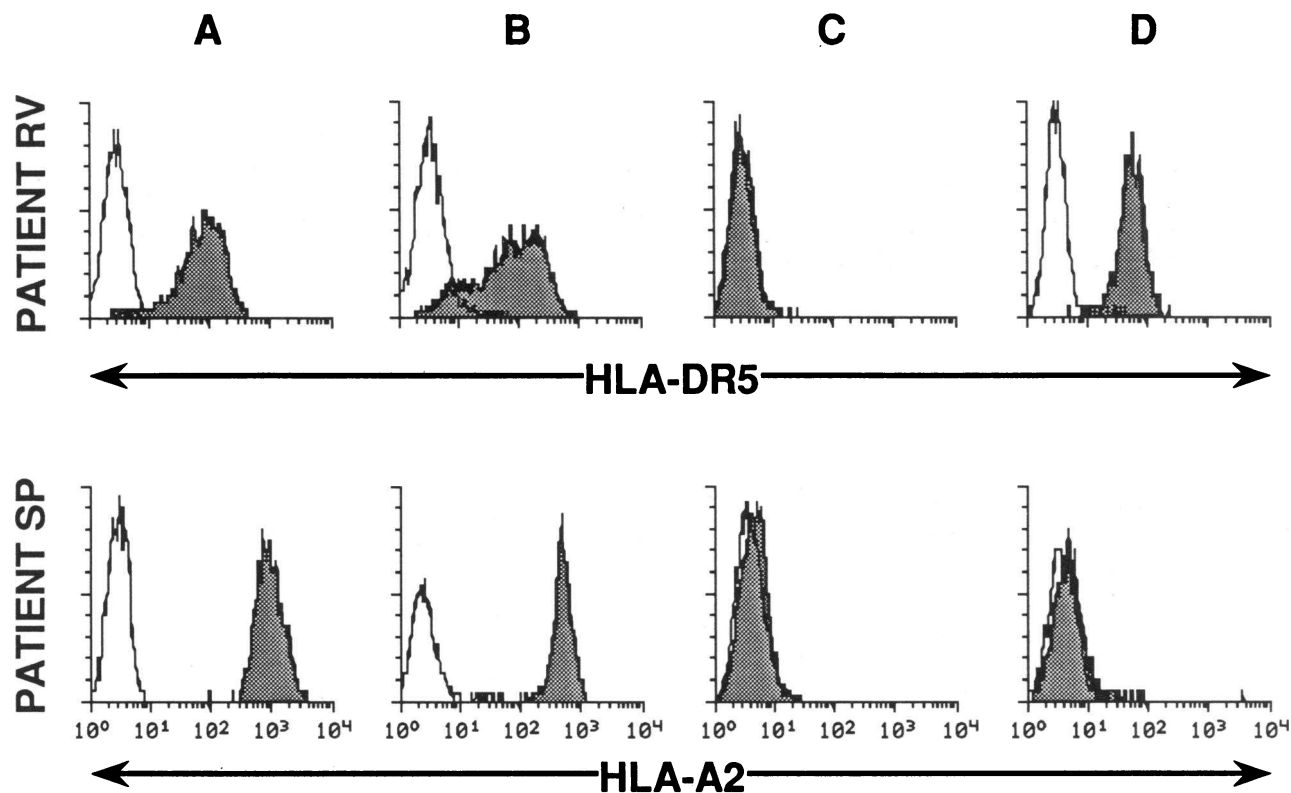 A B C D
PATIENT RV
HLA-DR5
PATIENT SP
10⁰ 10¹ 10² 10³ 10⁴ 10⁰ 10¹ 10² 10³ 10⁴ 10⁰ 10¹ 10² 10³ 10⁴ 10⁰ 10¹ 10² 10³ 10⁴
HLA-A2